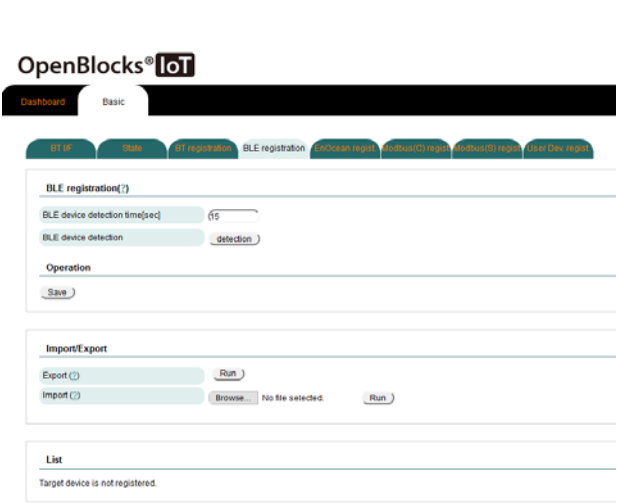 OpenBlocks® IoT
Dashboard Basic
BT I/F State BT registration BLE registration EnOcean regist. Modbus(C) regist Modbus(S) regist User Dev. regist.
BLE registration(?)
BLE device detection time[sec] 15
BLE device detection detection
Operation
Save
Import/Export
Export (?) Run
Import (?) Browse... No file selected. Run
List
Target device is not registered.